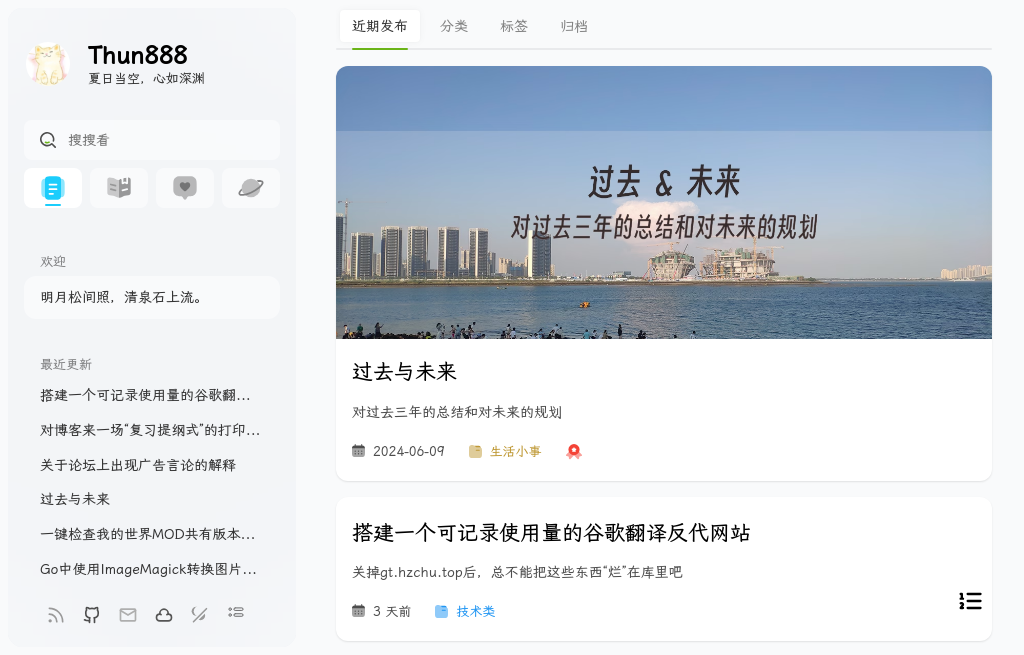 Thun888
夏日当空，心如深渊
搜搜看
欢迎
明月松间照，清泉石上流。
最近更新
搭建一个可记录使用量的谷歌翻...
对博客来一场“复习提纲式”的打印...
关于论坛上出现广告言论的解释
过去与未来
一键检查我的世界MOD共有版本...
Go中使用ImageMagick转换图片...
近期发布 分类 标签 归档
过去 & 未来
对过去三年的总结和对未来的规划
过去与未来
对过去三年的总结和对未来的规划
2024-06-09 生活小事
搭建一个可记录使用量的谷歌翻译反代网站
关掉gt.hzchu.top后，总不能把这些东西“烂”在库里吧
3 天前 技术类